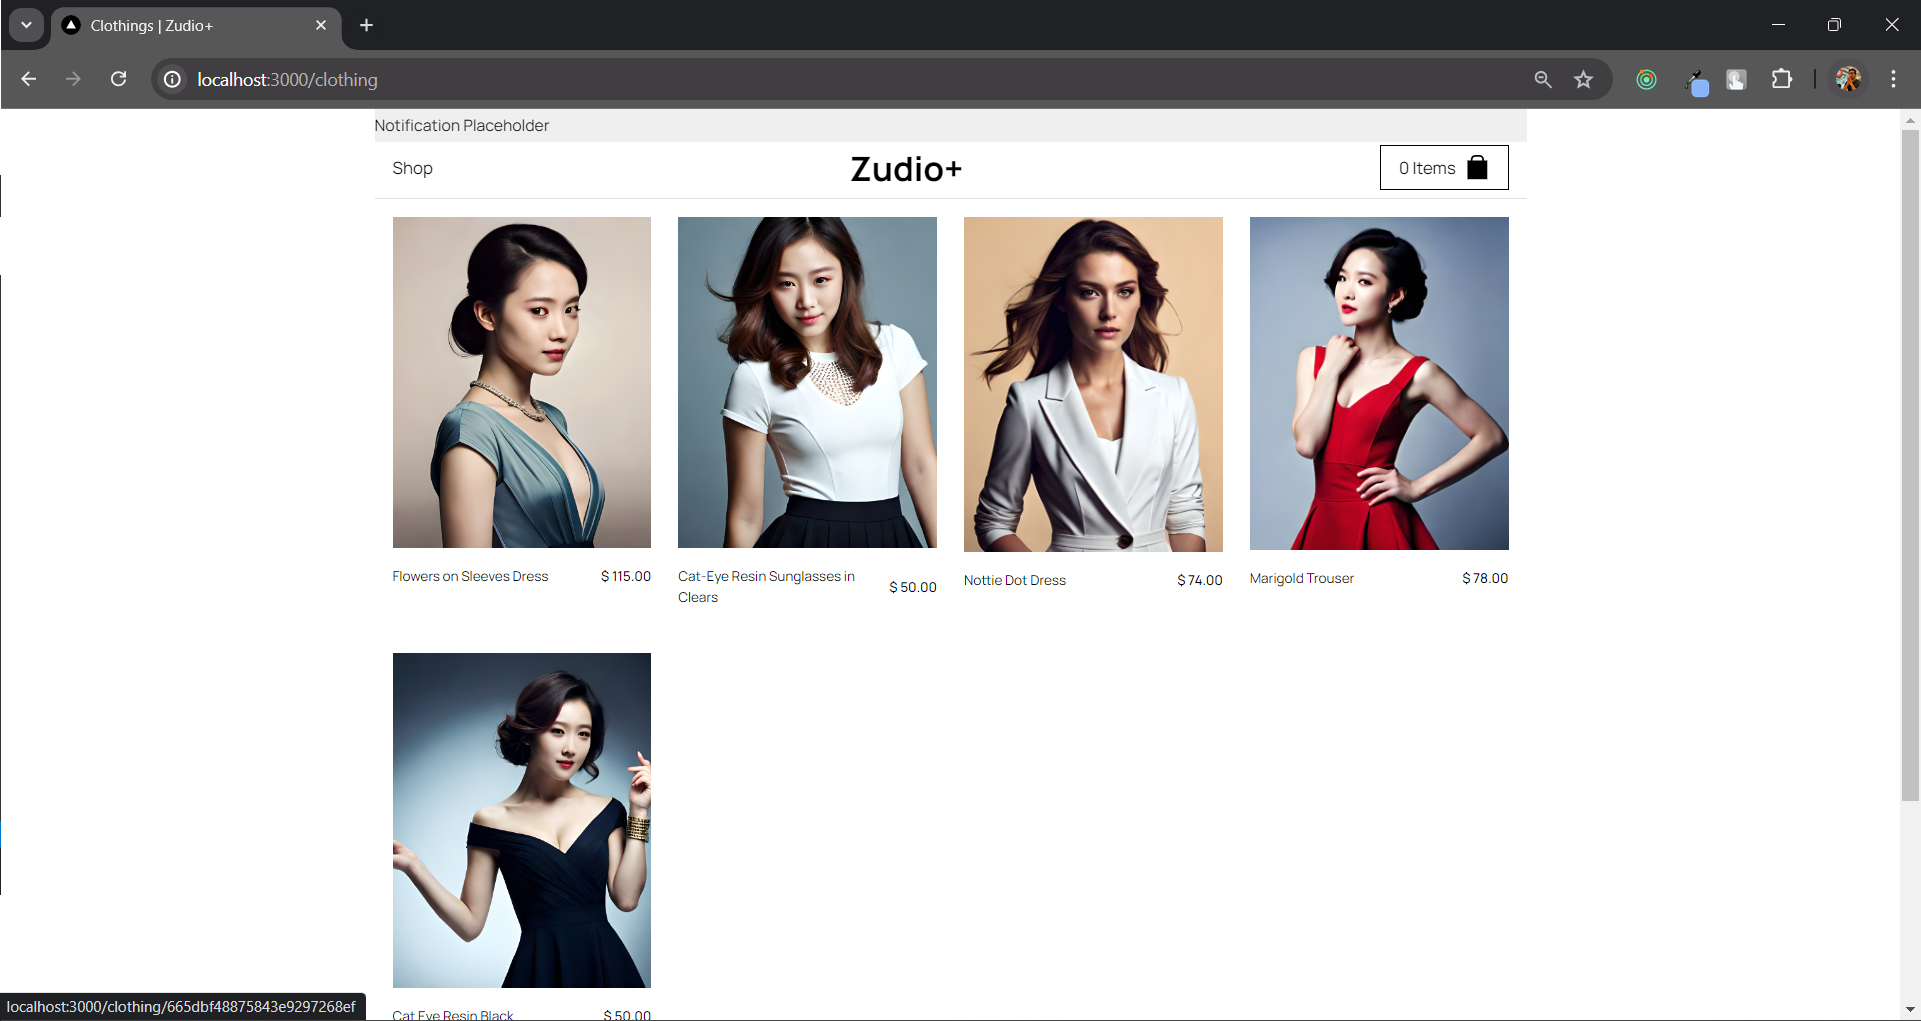 Clothings | Zudio+
localhost:3000/clothing
Notification Placeholder
Shop
Zudio+
0 Items
Flowers on Sleeves Dress
$ 115.00
Cat-Eye Resin Sunglasses in
Clears
$ 50.00
Nottie Dot Dress
$ 74.00
Marigold Trouser
$ 78.00
Cat Eye Resin Black
$ 50.00
localhost:3000/clothing/665dbf48875843e9297268ef